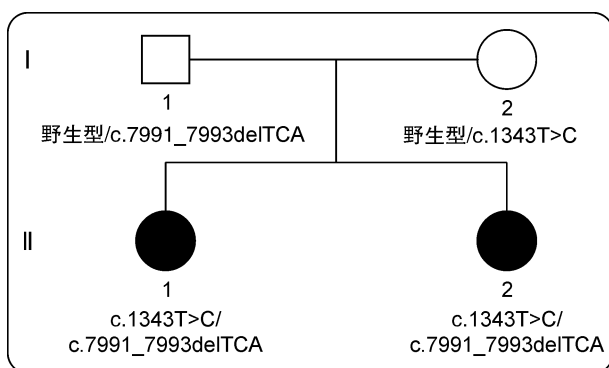 I
1
2
野生型/c.7991_7993delTCA
野生型/c.1343T>C
II
1
2
c.1343T>C/
c.7991_7993delTCA
c.1343T>C/
c.7991_7993delTCA